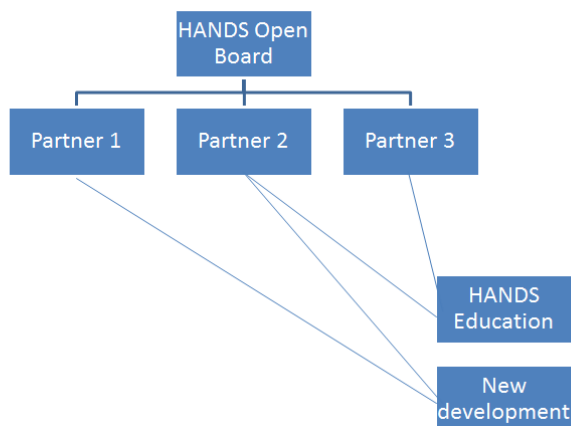 HANDS Open
Board
Partner 1
Partner 2
Partner 3
HANDS
Education
New
development